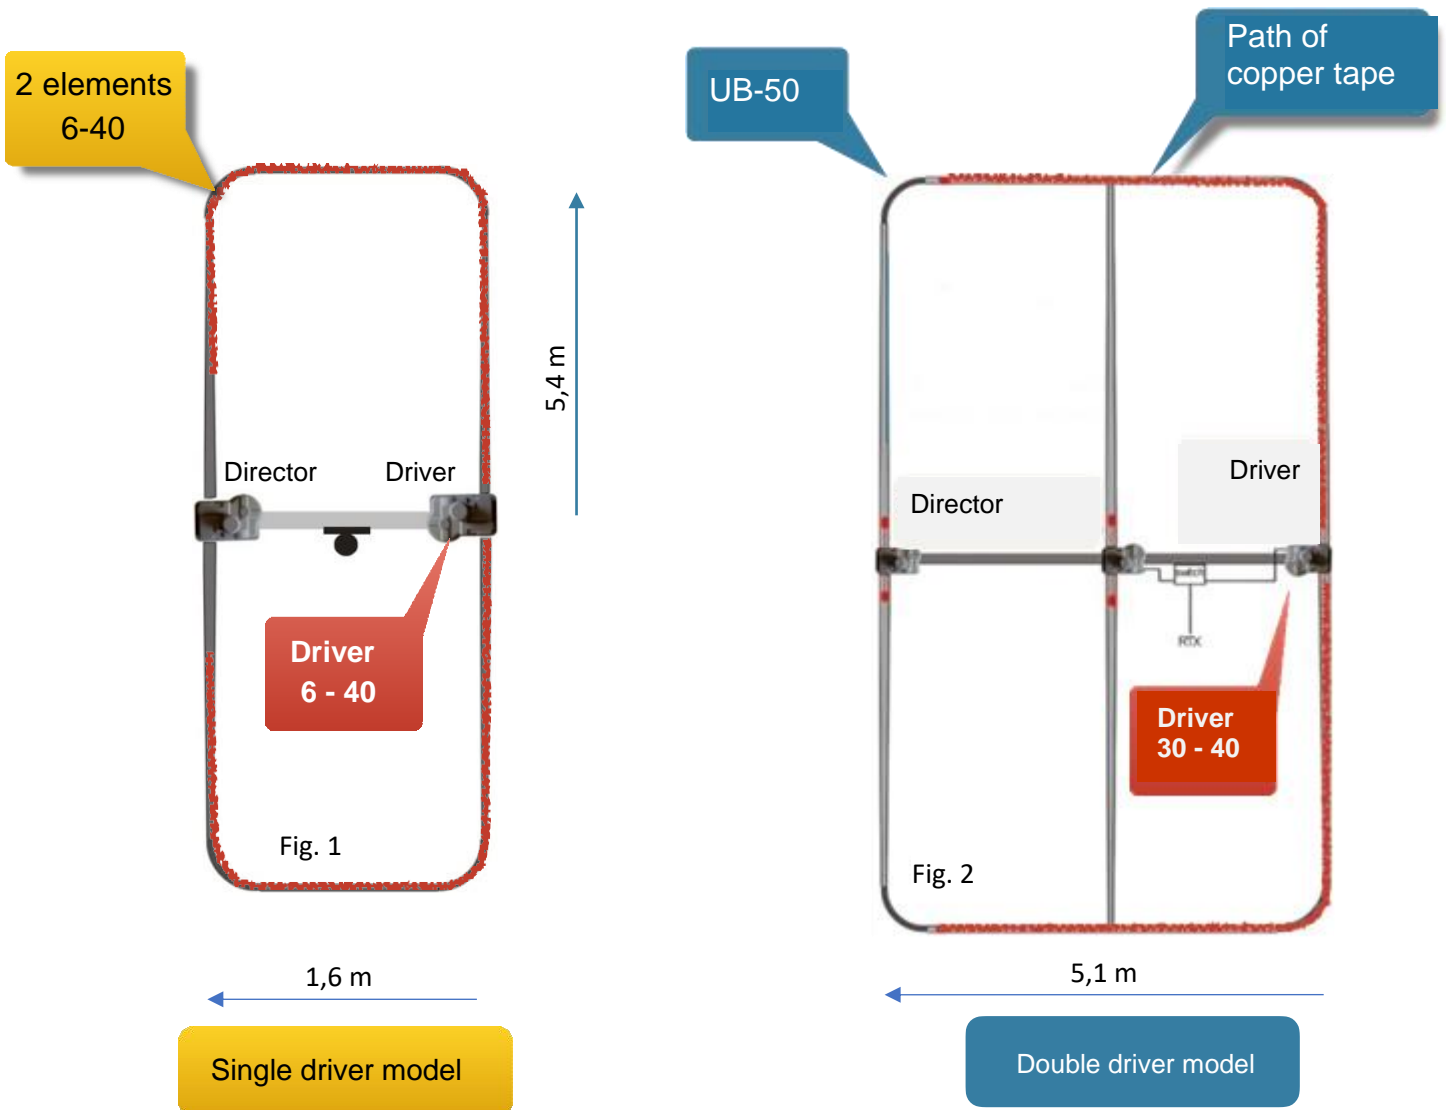 2 elements
6-40
UB-50
Path of
copper tape
5,4 m
Director
Driver
Director
Driver
switch
RTX
Driver
6 - 40
Driver
30 - 40
Fig. 1
Fig. 2
1,6 m
5,1 m
Single driver model
Double driver model